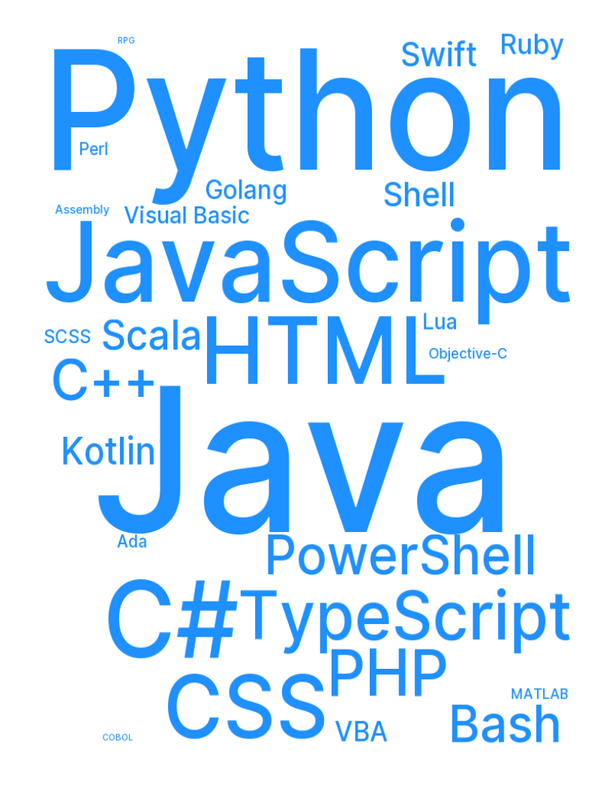 RPG
Swift
Ruby
Python
Perl
Golang
Shell
Assembly
Visual Basic
JavaScript
SCSS
Scala
HTML
Lua
Objective-C
C++
Java
Kotlin
Ada
PowerShell
C#
TypeScript
PHP
CSS
MATLAB
Bash
VBA
COBOL